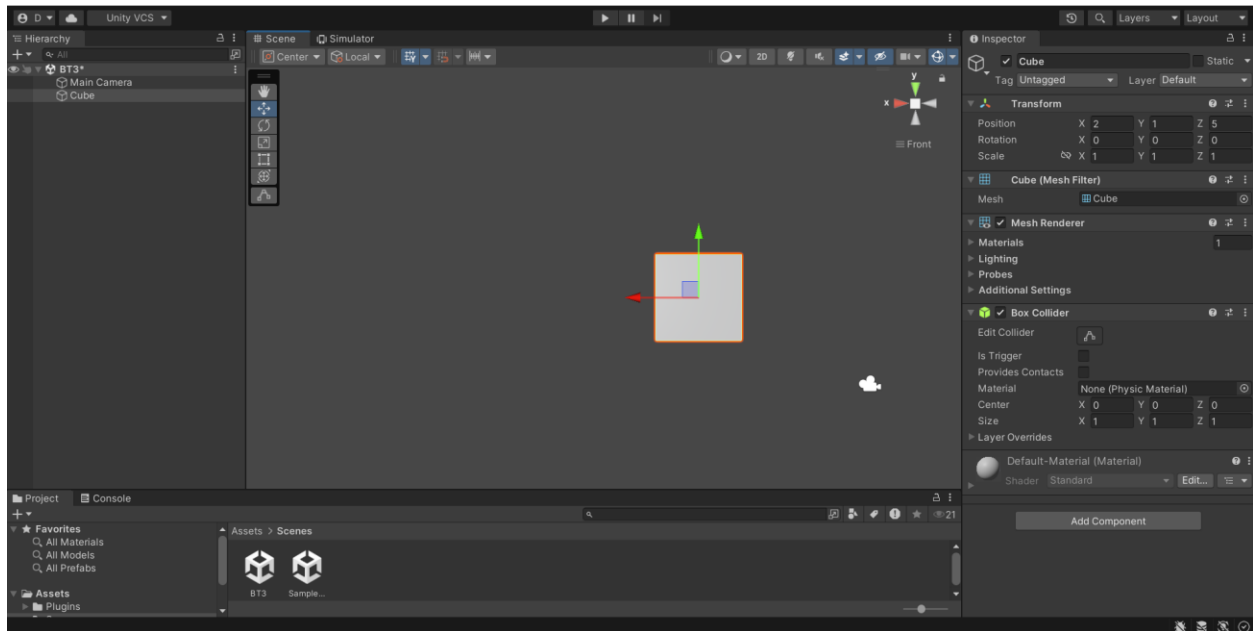 D Unity VCS Layers Layout
Hierarchy
All
BT3*
Main Camera
Cube
Scene Simulator
Center Local 2D
y
x
Front
Inspector
Cube Static
Tag Untagged Layer Default
Transform
Position X 2 Y 1 Z 5
Rotation X 0 Y 0 Z 0
Scale X 1 Y 1 Z 1
Cube (Mesh Filter)
Mesh Cube
Mesh Renderer
Materials 1
Lighting
Probes
Additional Settings
Box Collider
Edit Collider
Is Trigger
Provides Contacts
Material None (Physic Material)
Center X 0 Y 0 Z 0
Size X 1 Y 1 Z 1
Layer Overrides
Default-Material (Material)
Shader Standard Edit...
Add Component
Project Console
21
Favorites
All Materials
All Models
All Prefabs
Assets
Plugins
Assets > Scenes
BT3 Sample...